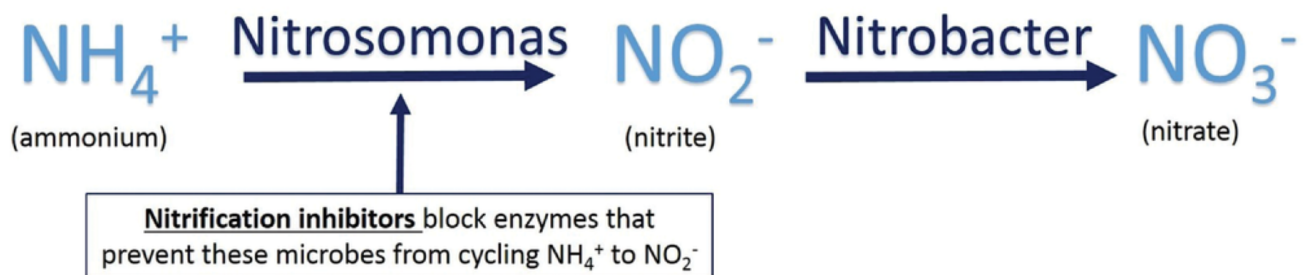 NH₄⁺ Nitrosomonas NO₂⁻ Nitrobacter NO₃⁻
(ammonium) (nitrite) (nitrate)
Nitrification inhibitors block enzymes that
prevent these microbes from cycling NH₄⁺ to NO₂⁻